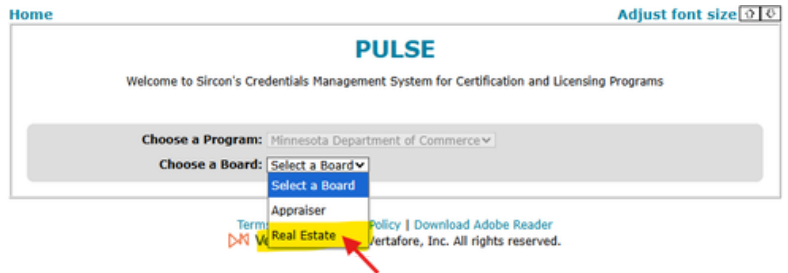 Home
Adjust font size
PULSE
Welcome to Sircon's Credentials Management System for Certification and Licensing Programs
Choose a Program: Minnesota Department of Commerce
Choose a Board: Select a Board
Select a Board
Appraiser
Real Estate
Policy | Download Adobe Reader
Vertafore, Inc. All rights reserved.